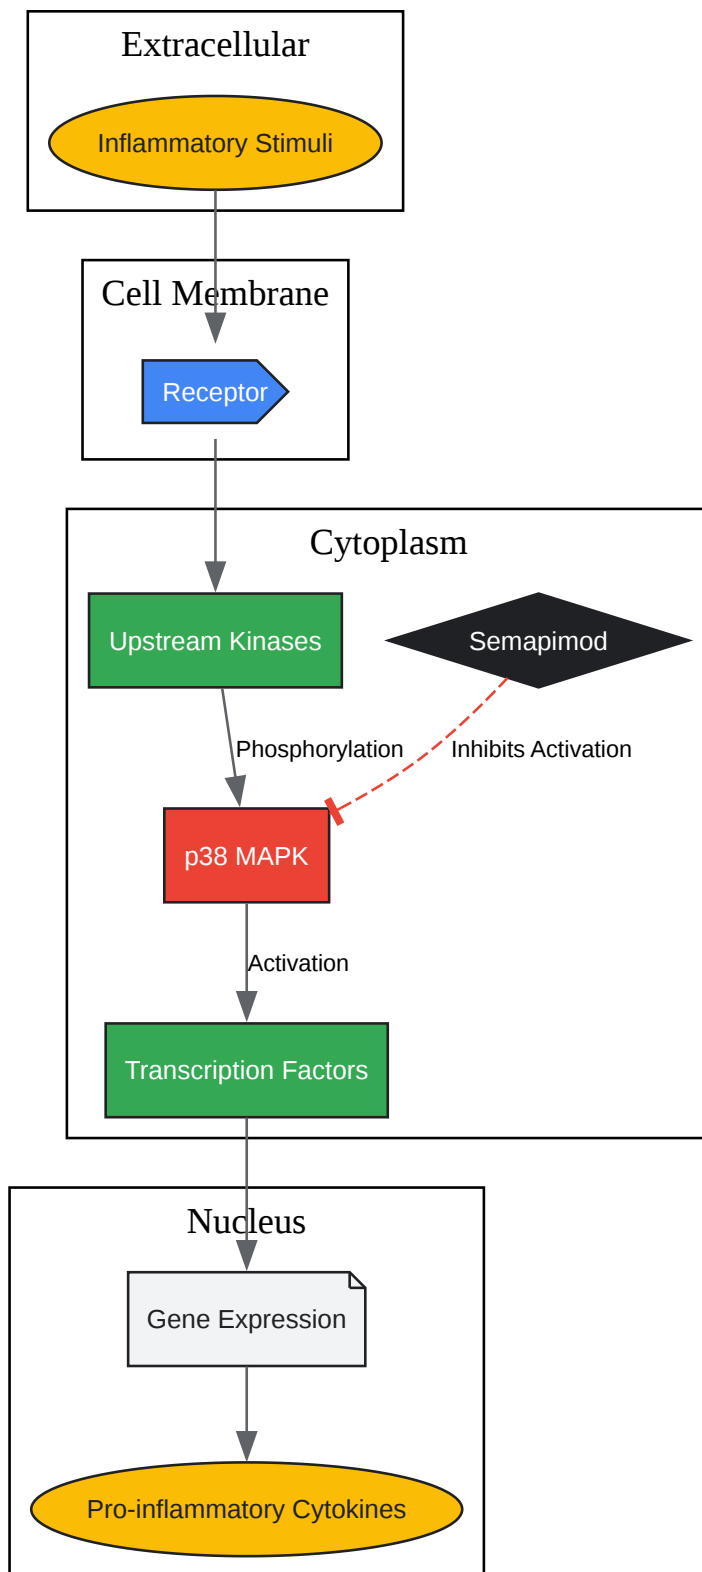 Extracellular
Inflammatory Stimuli
Cell Membrane
Receptor
Cytoplasm
Upstream Kinases
Semapimod
Phosphorylation
Inhibits Activation
p38 MAPK
Activation
Transcription Factors
Nucleus
Gene Expression
Pro-inflammatory Cytokines